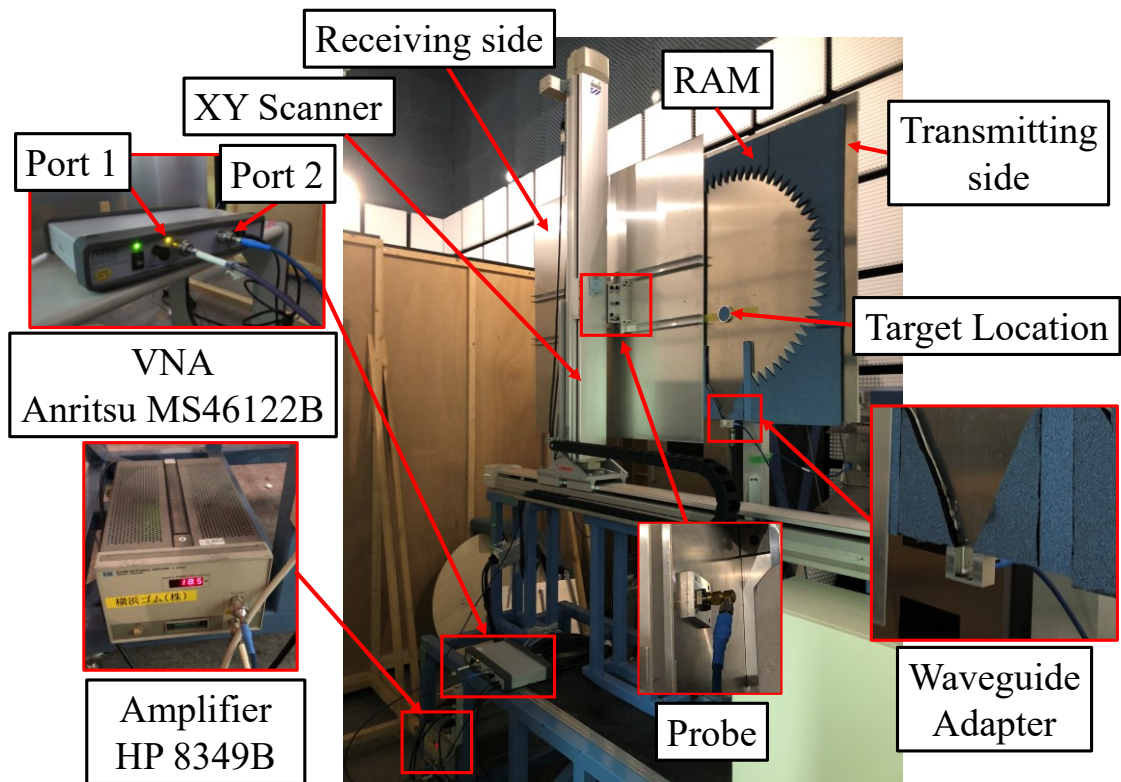 Receiving side
XY Scanner
RAM
Transmitting
side
Port 1
Port 2
Target Location
VNA
Anritsu MS46122B
18.5
横浜ゴム(株)
Amplifier
HP 8349B
Probe
Waveguide
Adapter